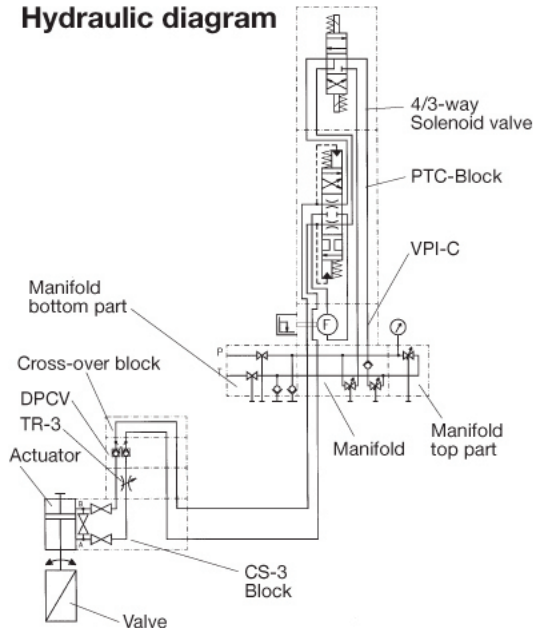 Hydraulic diagram
4/3-way
Solenoid valve
PTC-Block
VPI-C
Manifold
bottom part
F
P
T
Cross-over block
DPCV
TR-3
Actuator
Manifold
Manifold
top part
B
A
CS-3
Block
Valve